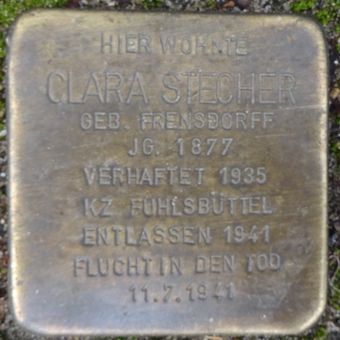 HIER WOHNTE
CLARA STECHER
GEB. FRENSDORFF
JG. 1877
VERHAFTET 1935
KZ FUHLSBÜTTEL
ENTLASSEN 1941
FLUCHT IN DEN TOD
11.7.1941